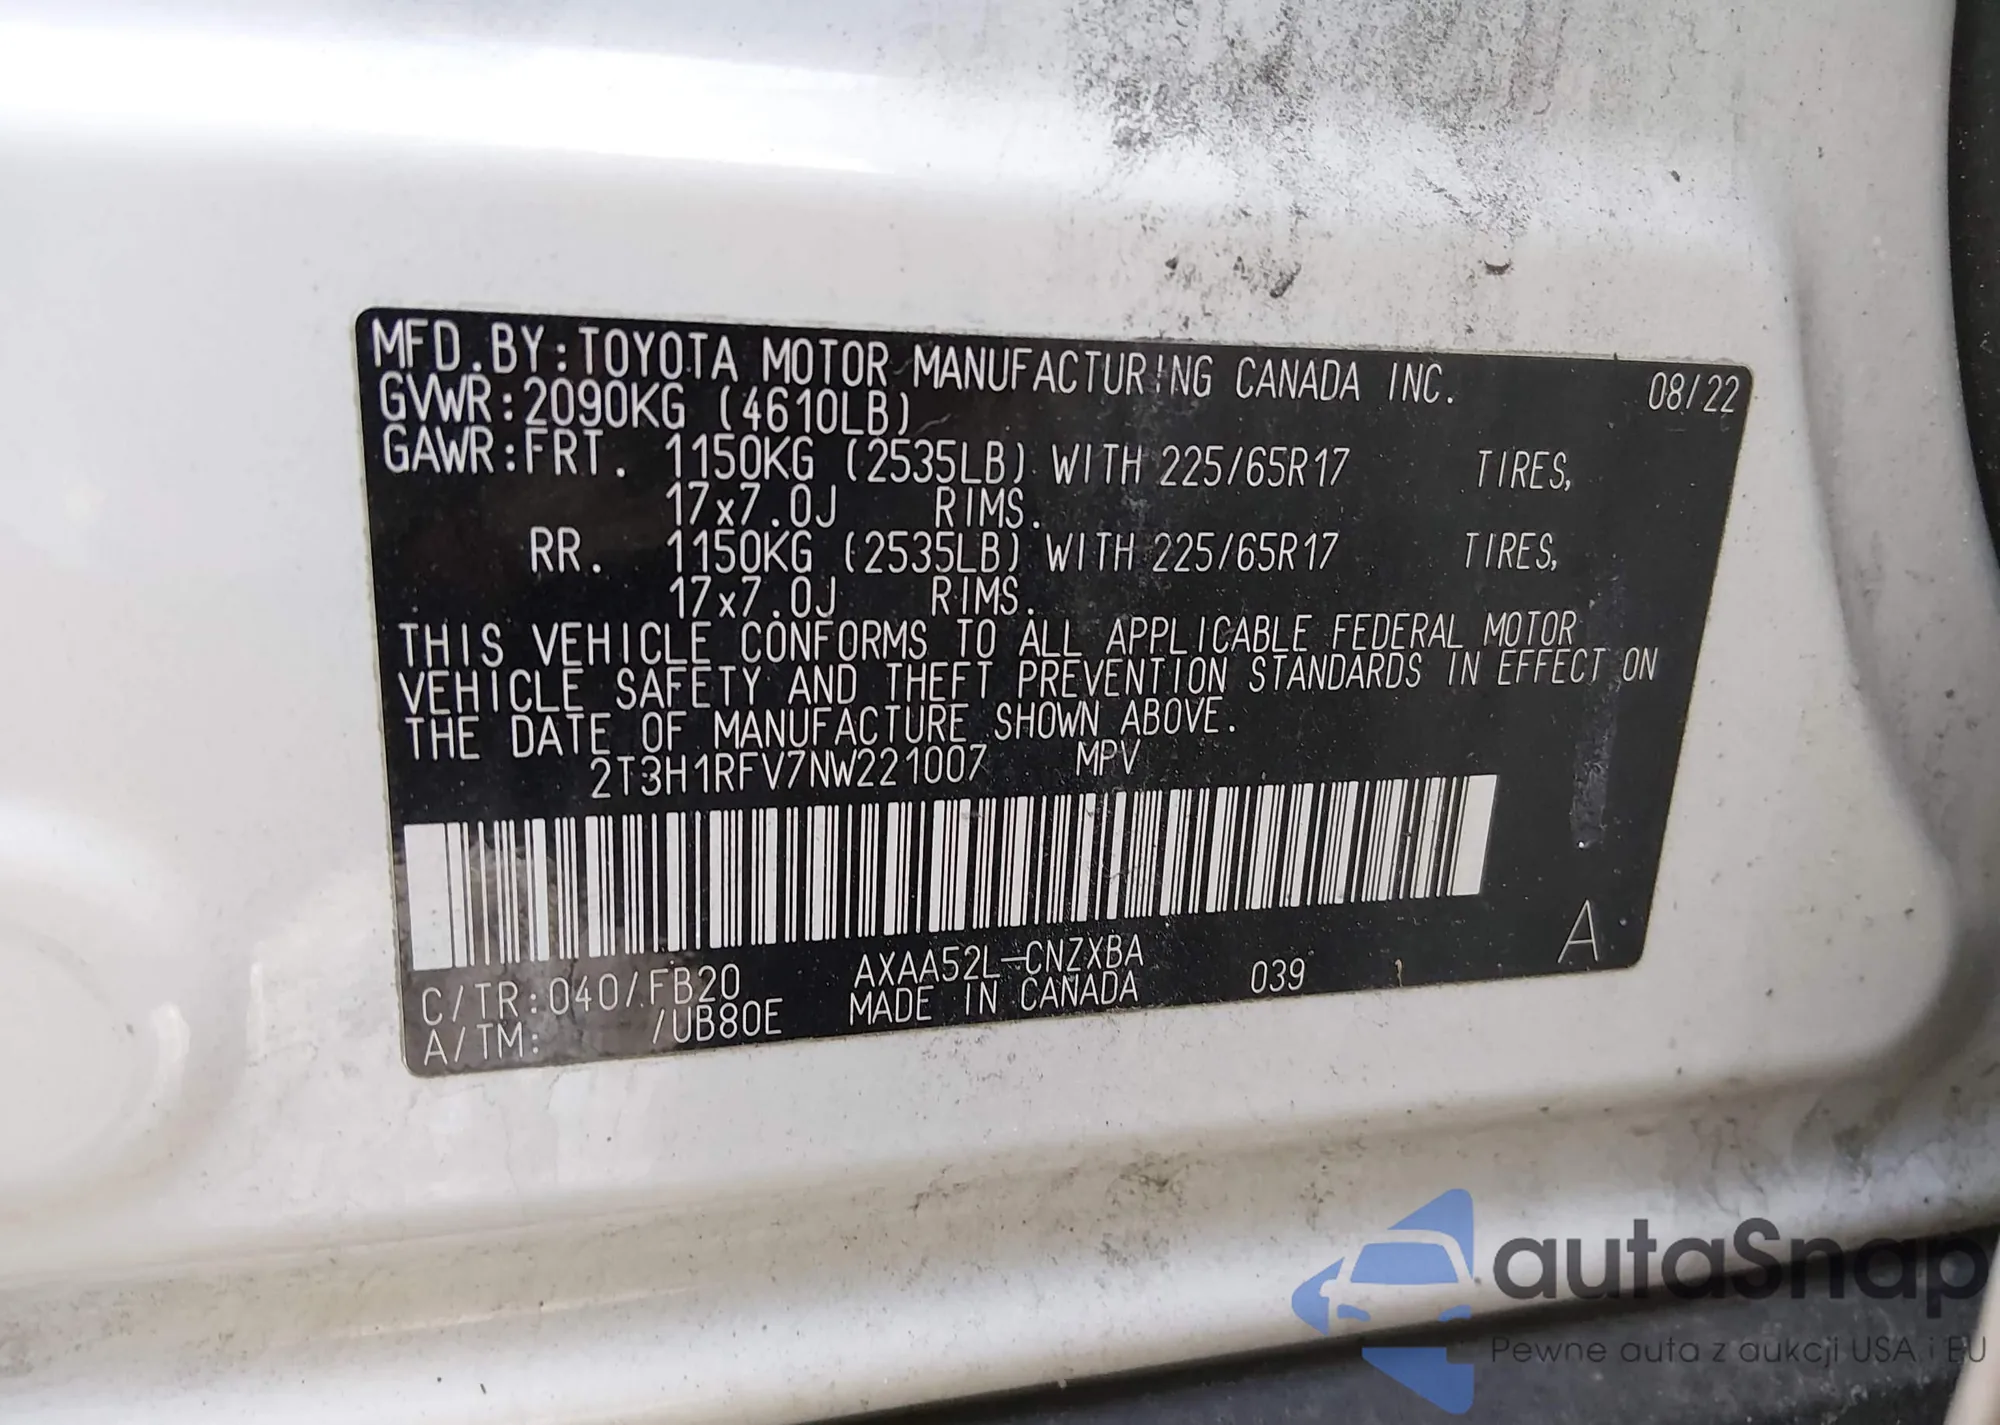 MFD.BY:TOYOTA MOTOR MANUFACTURING CANADA INC. 08/22
GVWR:2090KG (4610LB)
GAWR:FRT. 1150KG (2535LB) WITH 225/65R17 TIRES,
17x7.0J RIMS.
RR. 1150KG (2535LB) WITH 225/65R17 TIRES,
17x7.0J RIMS.
THIS VEHICLE CONFORMS TO ALL APPLICABLE FEDERAL MOTOR
VEHICLE SAFETY AND THEFT PREVENTION STANDARDS IN EFFECT ON
THE DATE OF MANUFACTURE SHOWN ABOVE.
2T3H1RFV7NW221007 MPV
C/TR:040/FB20 AXAA52L-CNZXBA 039 A
A/TM: /UB80E MADE IN CANADA
autaSnap
Pewne auta z aukcji USA i EU